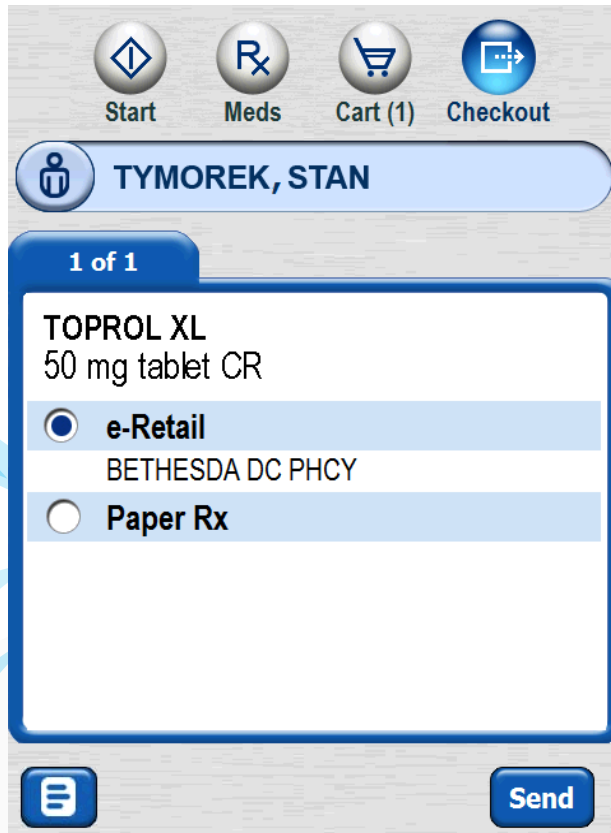 Start Meds Cart (1) Checkout
TYMOREK, STAN
1 of 1
TOPROL XL
50 mg tablet CR
e-Retail
BETHESDA DC PHCY
Paper Rx
Send